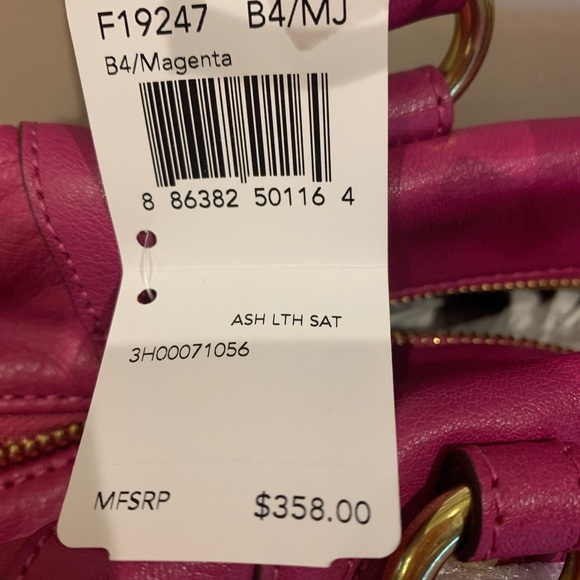 F19247 B4/MJ
B4/Magenta
8 86382 50116 4
ASH LTH SAT
3H00071056
MFSRP $358.00